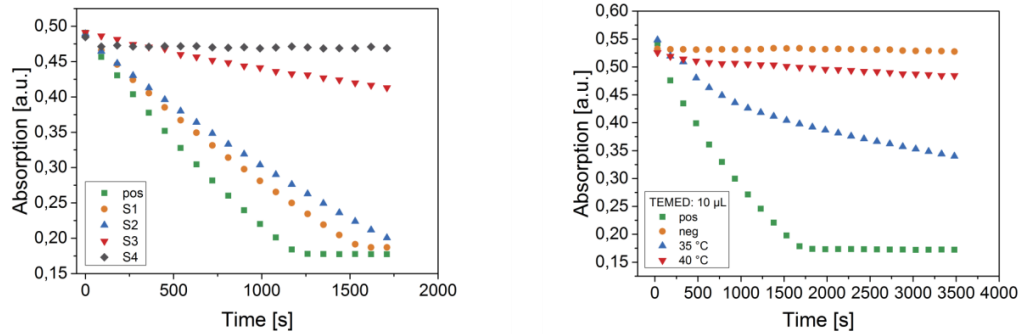 0,50
0,45
0,40
0,35
0,30
0,25
0,20
0,15
Absorption [a.u.]
pos
S1
S2
S3
S4
0 500 1000 1500 2000
Time [s]
0,60
0,55
0,50
0,45
0,40
0,35
0,30
0,25
0,20
0,15
Absorption [a.u.]
TEMED: 10 µL
pos
neg
35 °C
40 °C
0 500 1000 1500 2000 2500 3000 3500 4000
Time [s]